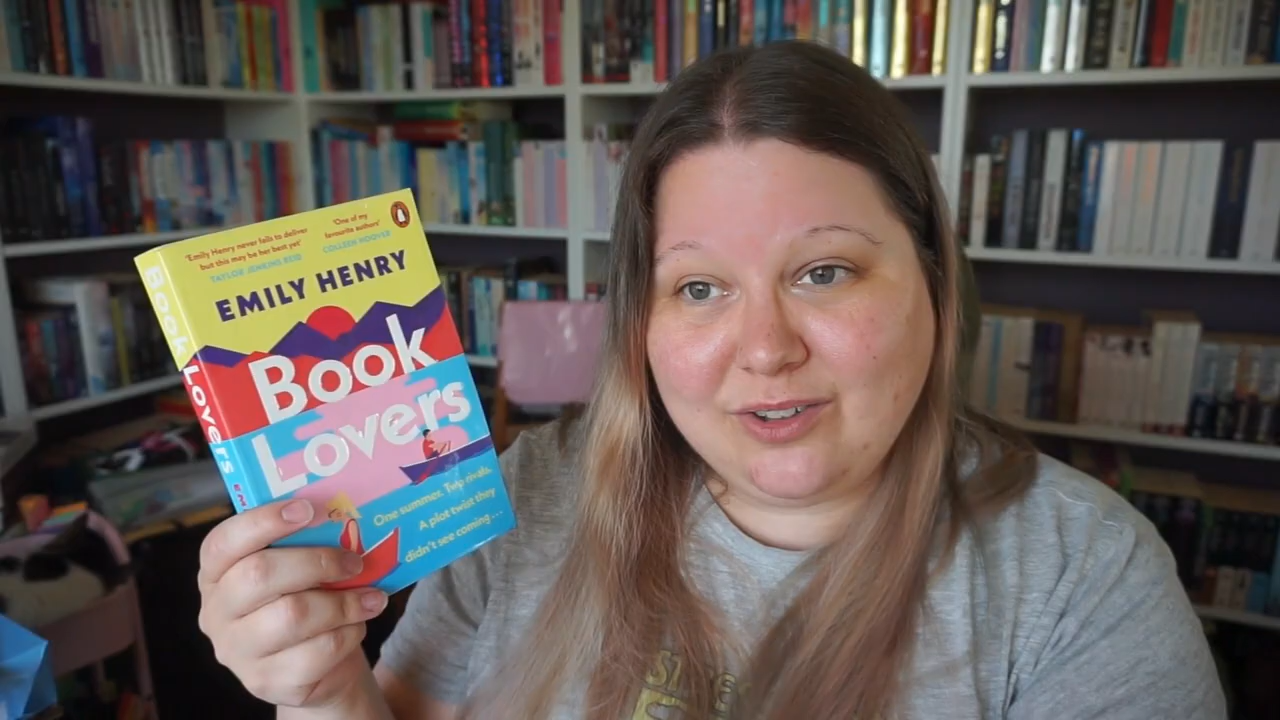 'Emily Henry never fails to deliver
but this may be her best yet'
TAYLOR JENKINS REID
'One of my
favourite authors'
COLLEEN HOOVER
EMILY HENRY
Book
Lovers
One summer. Two rivals.
A plot twist they
didn't see coming...
Book Lovers